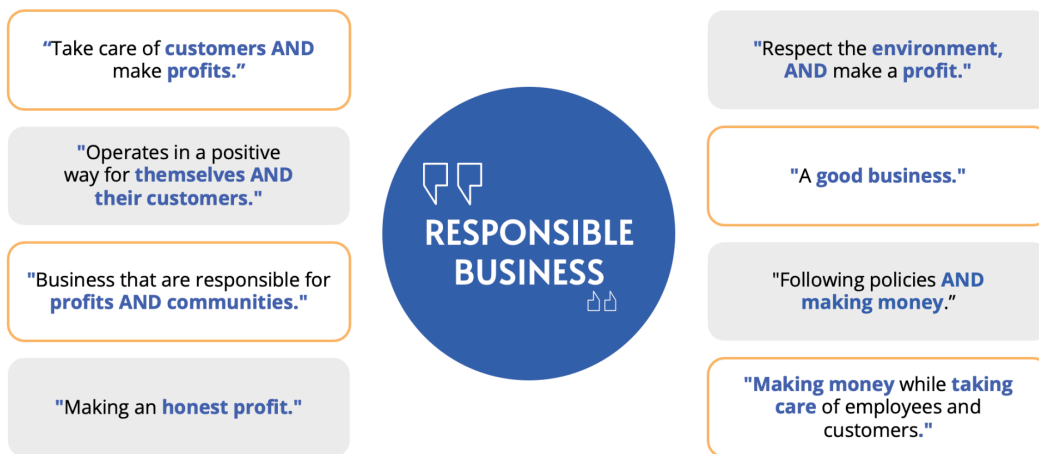 “Take care of customers AND
make profits.”
"Operates in a positive
way for themselves AND
their customers."
"Business that are responsible for
profits AND communities."
"Making an honest profit."
RESPONSIBLE
BUSINESS
"Respect the environment,
AND make a profit."
"A good business."
"Following policies AND
making money.”
"Making money while taking
care of employees and
customers."